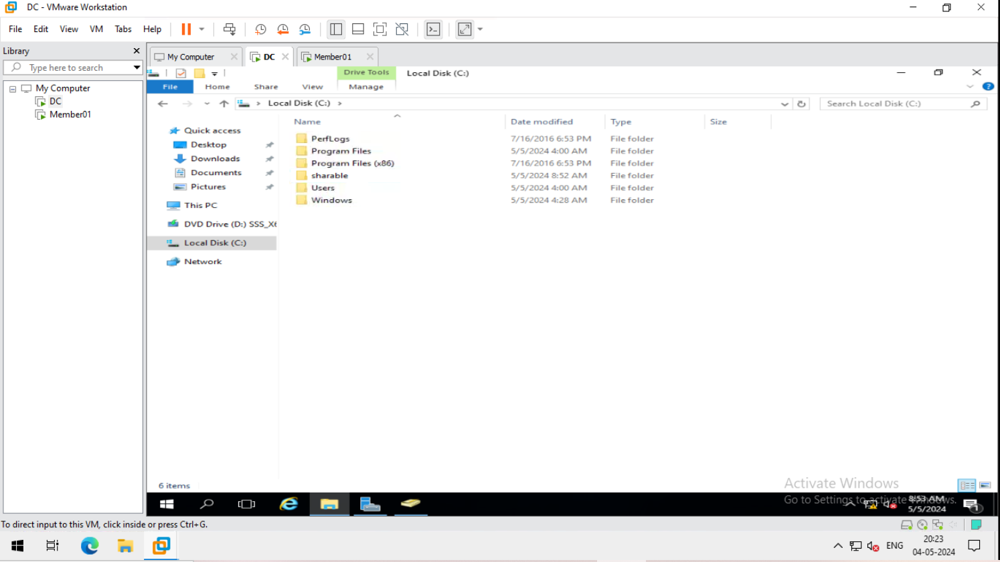 DC - VMware Workstation
File Edit View VM Tabs Help
Library
Type here to search
My Computer
DC
Member01
My Computer DC Member01
Drive Tools Local Disk (C:)
File Home Share View Manage
Local Disk (C:)
Search Local Disk (C:)
Quick access
Desktop
Downloads
Documents
Pictures
This PC
DVD Drive (D:) SSS_X6
Local Disk (C:)
Network
Name Date modified Type Size
PerfLogs 7/16/2016 6:53 PM File folder
Program Files 5/5/2024 4:00 AM File folder
Program Files (x86) 7/16/2016 6:53 PM File folder
sharable 5/5/2024 8:52 AM File folder
Users 5/5/2024 4:00 AM File folder
Windows 5/5/2024 4:28 AM File folder
6 items
Activate Windows
Go to Settings to activate Windows.
8:53 AM
5/5/2024
1
To direct input to this VM, click inside or press Ctrl+G.
ENG
20:23
04-05-2024